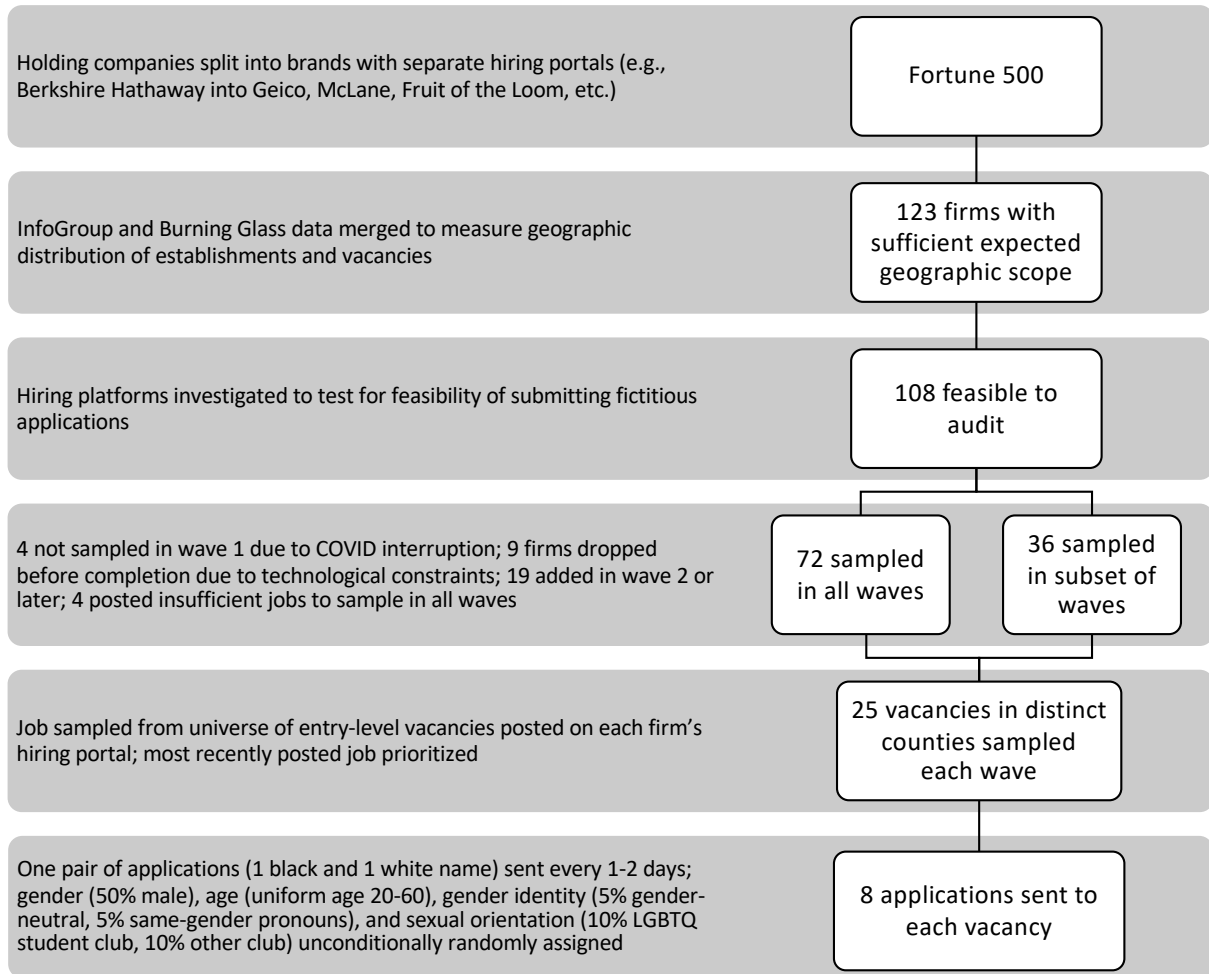 Holding companies split into brands with separate hiring portals (e.g.,
Berkshire Hathaway into Geico, McLane, Fruit of the Loom, etc.)
Fortune 500
InfoGroup and Burning Glass data merged to measure geographic
distribution of establishments and vacancies
123 firms with
sufficient expected
geographic scope
Hiring platforms investigated to test for feasibility of submitting fictitious
applications
108 feasible to
audit
4 not sampled in wave 1 due to COVID interruption; 9 firms dropped
before completion due to technological constraints; 19 added in wave 2 or
later; 4 posted insufficient jobs to sample in all waves
72 sampled
in all waves
36 sampled
in subset of
waves
Job sampled from universe of entry-level vacancies posted on each firm’s
hiring portal; most recently posted job prioritized
25 vacancies in distinct
counties sampled
each wave
One pair of applications (1 black and 1 white name) sent every 1-2 days;
gender (50% male), age (uniform age 20-60), gender identity (5% gender-
neutral, 5% same-gender pronouns), and sexual orientation (10% LGBTQ
student club, 10% other club) unconditionally randomly assigned
8 applications sent to
each vacancy